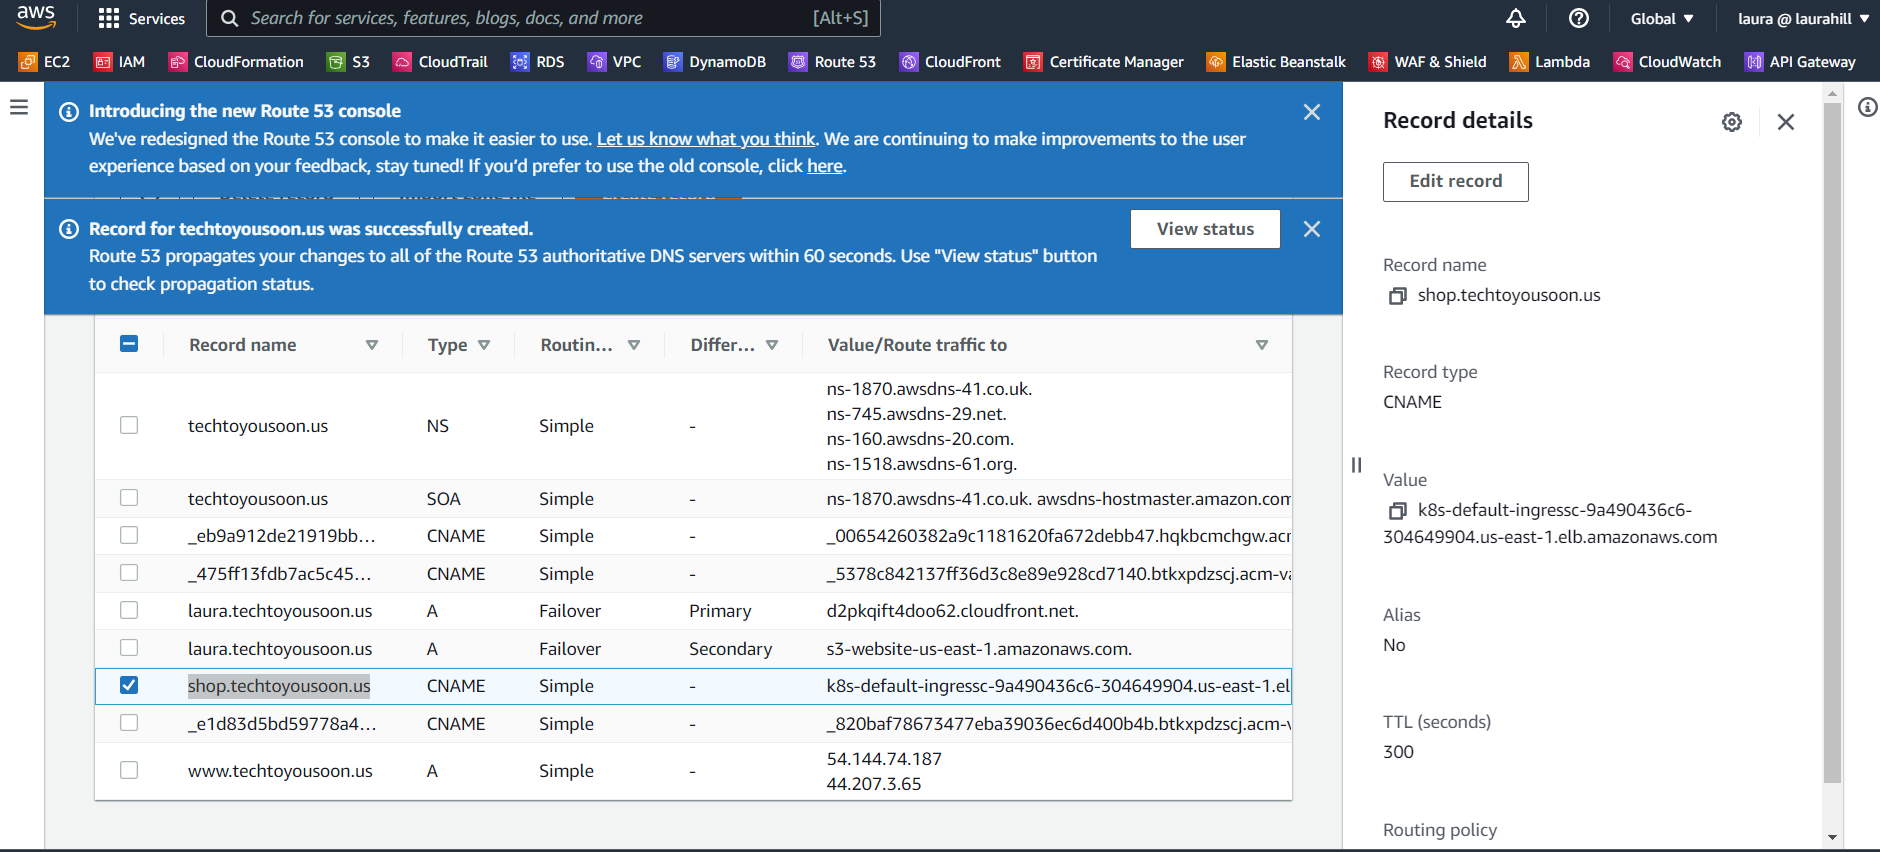 aws
Services
Search for services, features, blogs, docs, and more
[Alt+S]
Global
laura @ laurahill
EC2
IAM
CloudFormation
S3
CloudTrail
RDS
VPC
DynamoDB
Route 53
CloudFront
Certificate Manager
Elastic Beanstalk
WAF & Shield
Lambda
CloudWatch
API Gateway
Introducing the new Route 53 console
We've redesigned the Route 53 console to make it easier to use. Let us know what you think. We are continuing to make improvements to the user
experience based on your feedback, stay tuned! If you’d prefer to use the old console, click here.
Record for techtoyousoon.us was successfully created.
Route 53 propagates your changes to all of the Route 53 authoritative DNS servers within 60 seconds. Use "View status" button
to check propagation status.
View status
Record name Type Routin... Differ... Value/Route traffic to
techtoyousoon.us NS Simple - ns-1870.awsdns-41.co.uk.
ns-745.awsdns-29.net.
ns-160.awsdns-20.com.
ns-1518.awsdns-61.org.
techtoyousoon.us SOA Simple - ns-1870.awsdns-41.co.uk. awsdns-hostmaster.amazon.com
_eb9a912de21919bb... CNAME Simple - _00654260382a9c1181620fa672debb47.hqkbcmchgw.acm
_475ff13fdb7ac5c45... CNAME Simple - _5378c842137ff36d3c8e89e928cd7140.btkxpdzscj.acm-va
laura.techtoyousoon.us A Failover Primary d2pkqift4doo62.cloudfront.net.
laura.techtoyousoon.us A Failover Secondary s3-website-us-east-1.amazonaws.com.
shop.techtoyousoon.us CNAME Simple - k8s-default-ingressc-9a490436c6-304649904.us-east-1.el
_e1d83d5bd59778a4... CNAME Simple - _820baf78673477eba39036ec6d400b4b.btkxpdzscj.acm-v
www.techtoyousoon.us A Simple - 54.144.74.187
44.207.3.65
Record details
Edit record
Record name
shop.techtoyousoon.us
Record type
CNAME
Value
k8s-default-ingressc-9a490436c6-
304649904.us-east-1.elb.amazonaws.com
Alias
No
TTL (seconds)
300
Routing policy